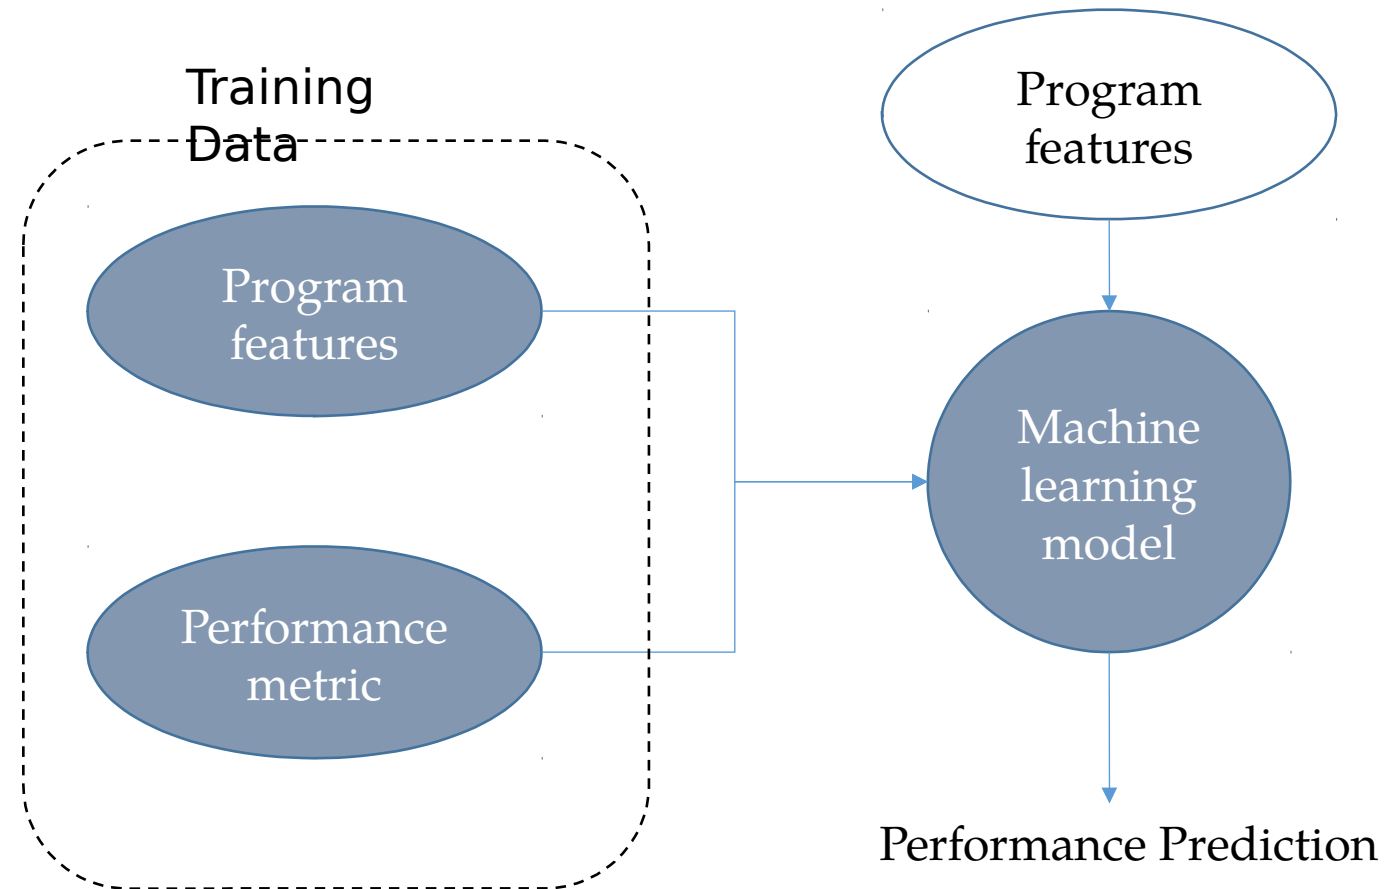 Training
Data
Program
features
Performance
metric
Program
features
Machine
learning
model
Performance Prediction